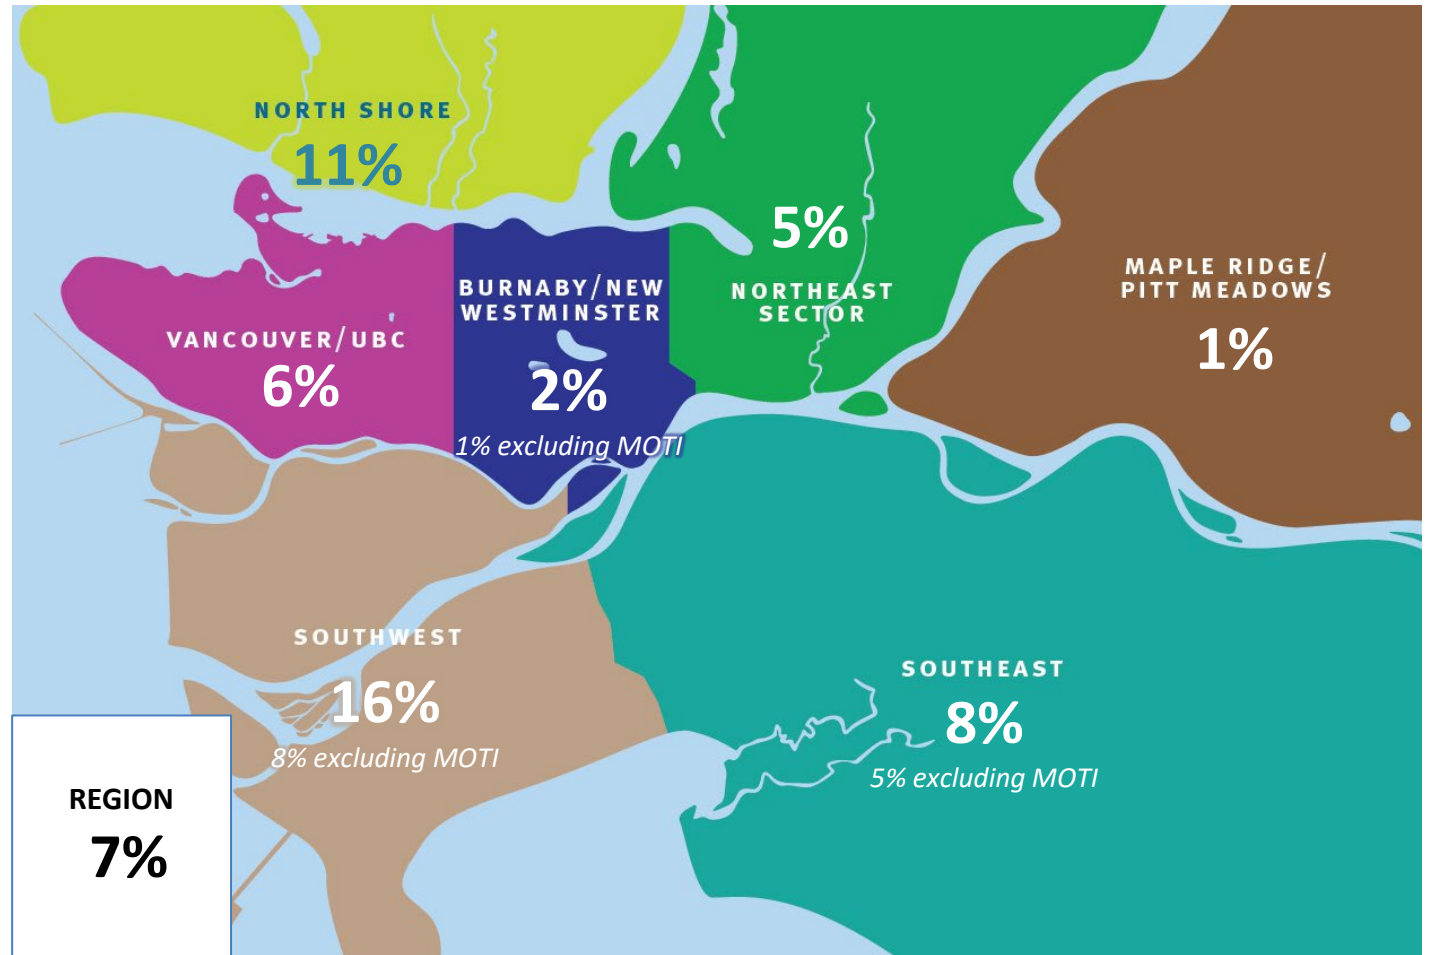 NORTH SHORE
11%
5%
NORTHEAST
SECTOR
MAPLE RIDGE/
PITT MEADOWS
1%
BURNABY/NEW
WESTMINSTER
2%
1% excluding MOTI
VANCOUVER/UBC
6%
SOUTHWEST
16%
8% excluding MOTI
SOUTHEAST
8%
5% excluding MOTI
REGION
7%